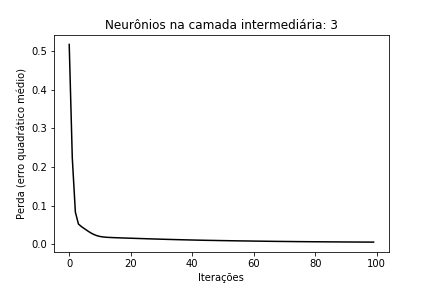 Neurônios na camada intermediária: 3
Perda (erro quadrático médio)
0.5
0.4
0.3
0.2
0.1
0.0
0 20 40 60 80 100
Iterações